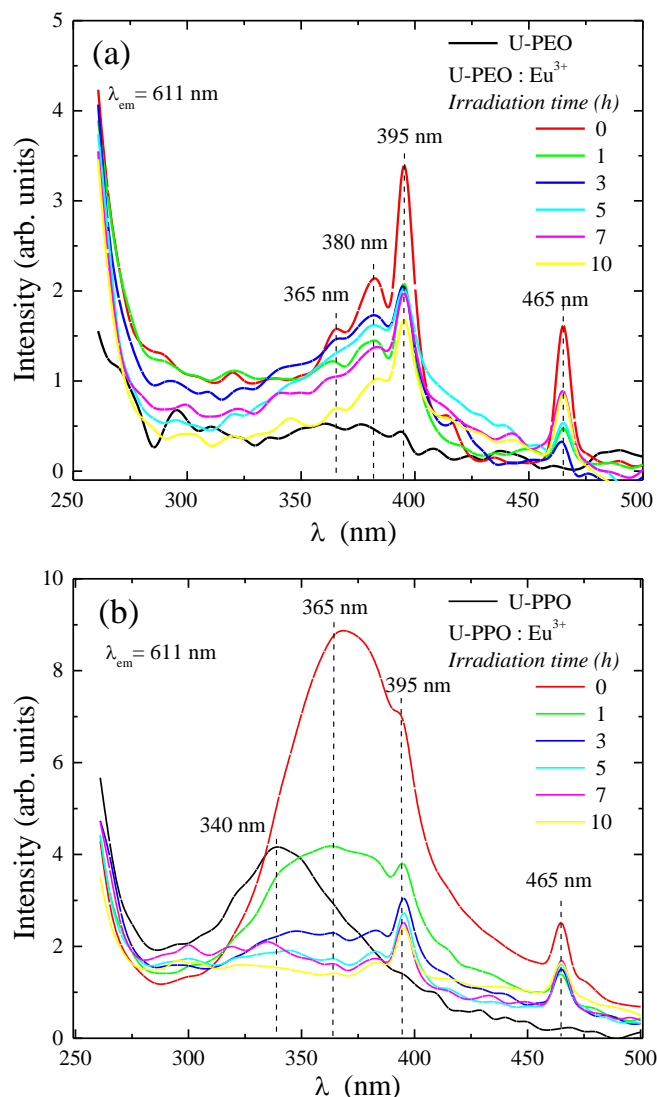 (a)
U-PEO
U-PEO : Eu³⁺
λem= 611 nm
Irradiation time (h)
0
1
3
5
7
10
395 nm
380 nm
365 nm
465 nm
5
4
3
2
1
0
Intensity (arb. units)
250 300 350 400 450 500
λ (nm)
(b)
365 nm
U-PPO
U-PPO : Eu³⁺
λem= 611 nm
Irradiation time (h)
0
1
3
5
7
10
395 nm
340 nm
465 nm
10
8
6
4
2
0
Intensity (arb. units)
250 300 350 400 450 500
λ (nm)